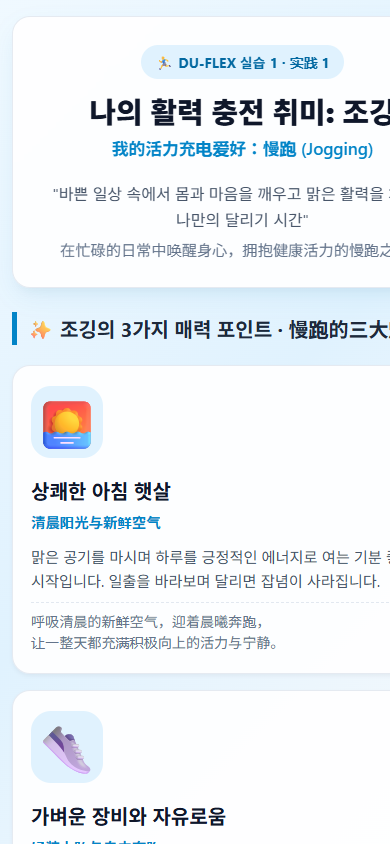 DU-FLEX 실습 1 · 实践 1
나의 활력 충전 취미: 조깅
我的活力充电爱好：慢跑 (Jogging)
"바쁜 일상 속에서 몸과 마음을 깨우고 맑은 활력을
나만의 달리기 시간"
在忙碌的日常中唤醒身心，拥抱健康活力的慢跑之
조깅의 3가지 매력 포인트 · 慢跑的三大
상쾌한 아침 햇살
清晨阳光与新鲜空气
맑은 공기를 마시며 하루를 긍정적인 에너지로 여는 기분
시작입니다. 일출을 바라보며 달리면 잡념이 사라집니다.
呼吸清晨的新鲜空气，迎着晨曦奔跑，
让一整天都充满积极向上的活力与宁静。
가벼운 장비와 자유로움